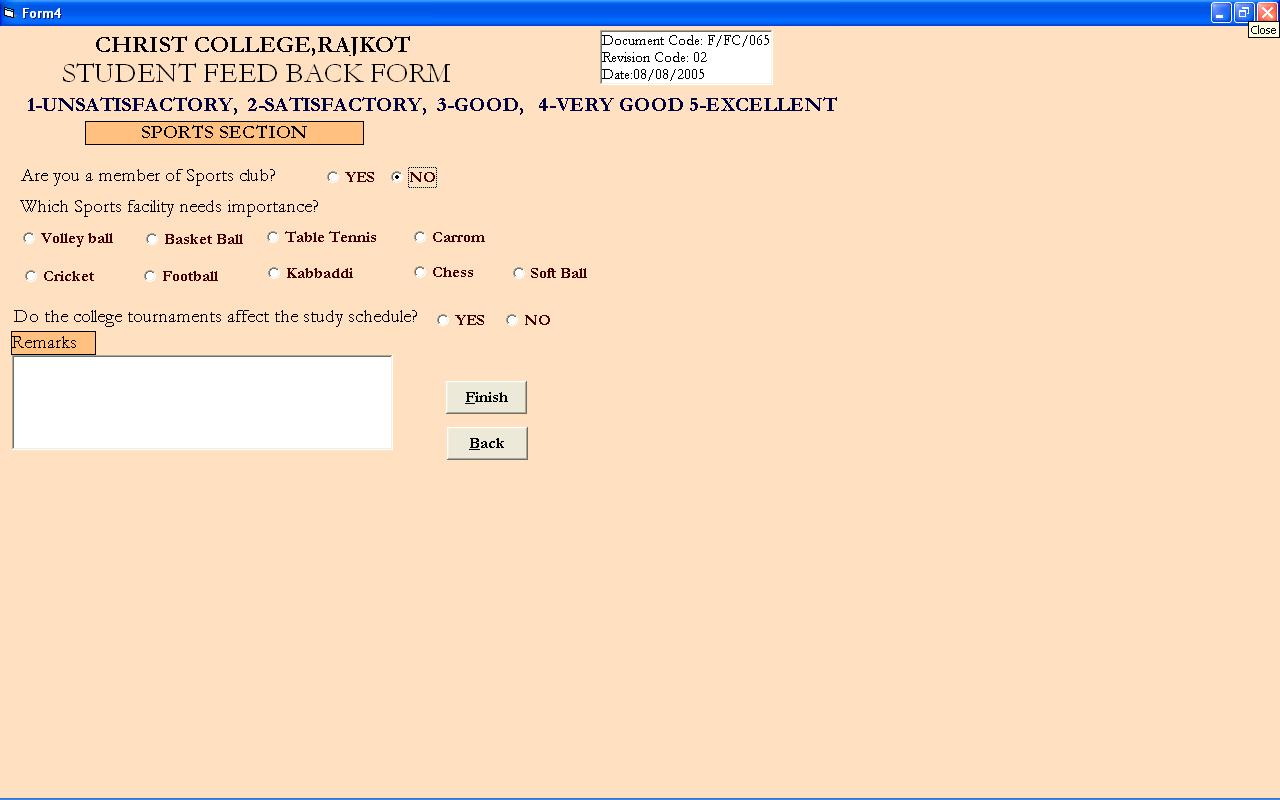 Form4
Close
CHRIST COLLEGE,RAJKOT
STUDENT FEED BACK FORM
Document Code: F/FC/065
Revision Code: 02
Date:08/08/2005
1-UNSATISFACTORY, 2-SATISFACTORY, 3-GOOD, 4-VERY GOOD 5-EXCELLENT
SPORTS SECTION
Are you a member of Sports club? YES NO
Which Sports facility needs importance?
Volley ball Basket Ball Table Tennis Carrom
Cricket Football Kabbaddi Chess Soft Ball
Do the college tournaments affect the study schedule? YES NO
Remarks
Finish
Back